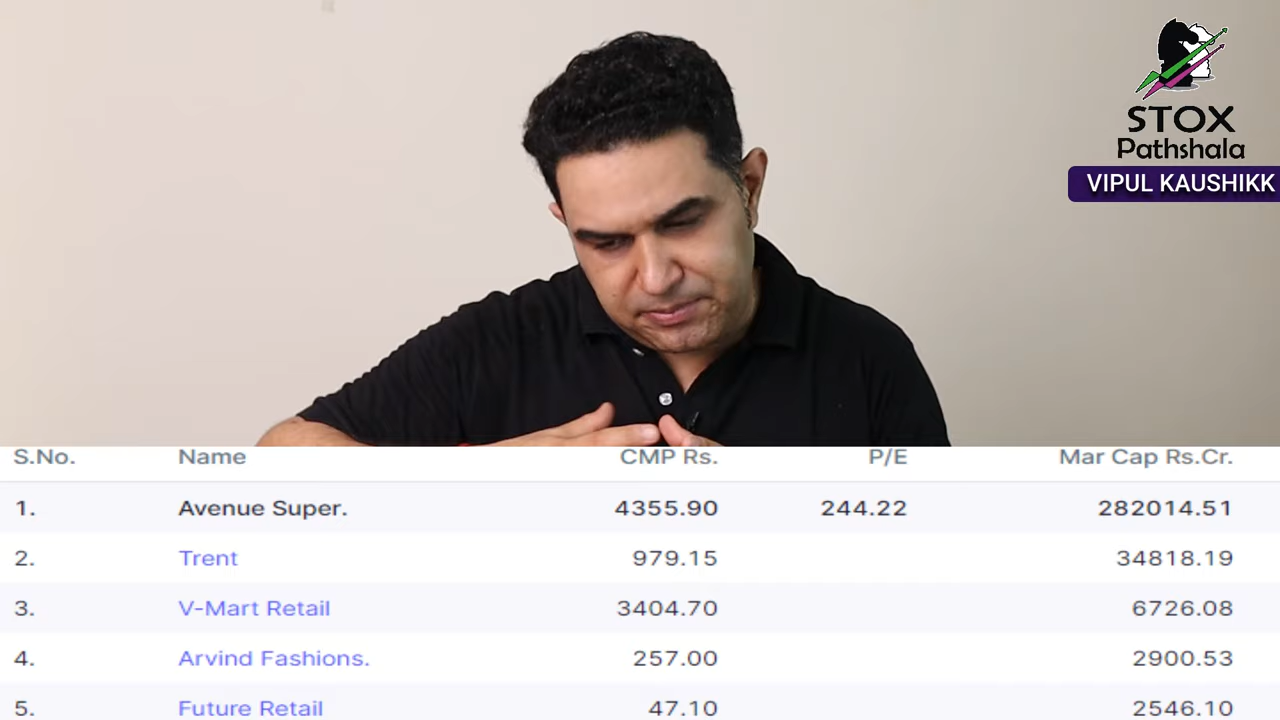 STOX
Pathshala
VIPUL KAUSHIKK
S.No. Name CMP Rs. P/E Mar Cap Rs.Cr.
1. Avenue Super. 4355.90 244.22 282014.51
2. Trent 979.15 34818.19
3. V-Mart Retail 3404.70 6726.08
4. Arvind Fashions. 257.00 2900.53
5. Future Retail 47.10 2546.10